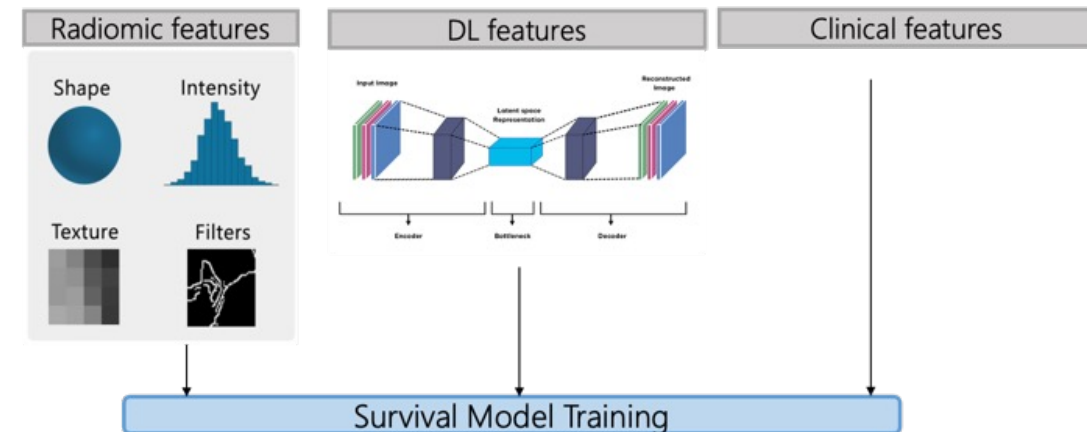 Radiomic features
DL features
Clinical features
Shape
Intensity
Texture
Filters
Input Image
Latent space
Representation
Reconstructed
Image
Encoder
Bottleneck
Decoder
Survival Model Training